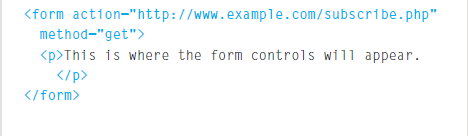 <form action="http://www.example.com/subscribe.php"
method="get">
<p>This is where the form controls will appear.
</p>
</form>